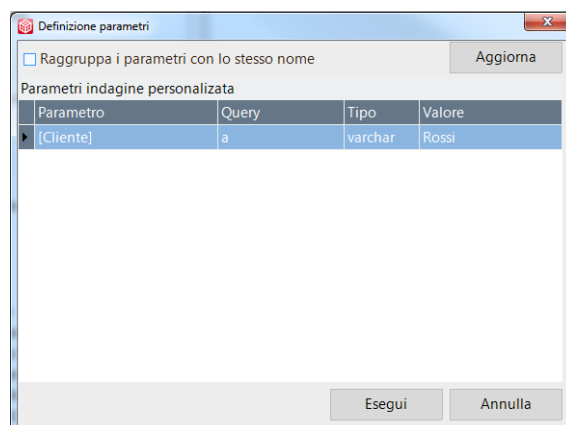 Definizione parametri
x
Raggruppa i parametri con lo stesso nome
Aggiorna
Parametri indagine personalizzata
Parametro Query Tipo Valore
[Cliente] a varchar Rossi
Esegui Annulla